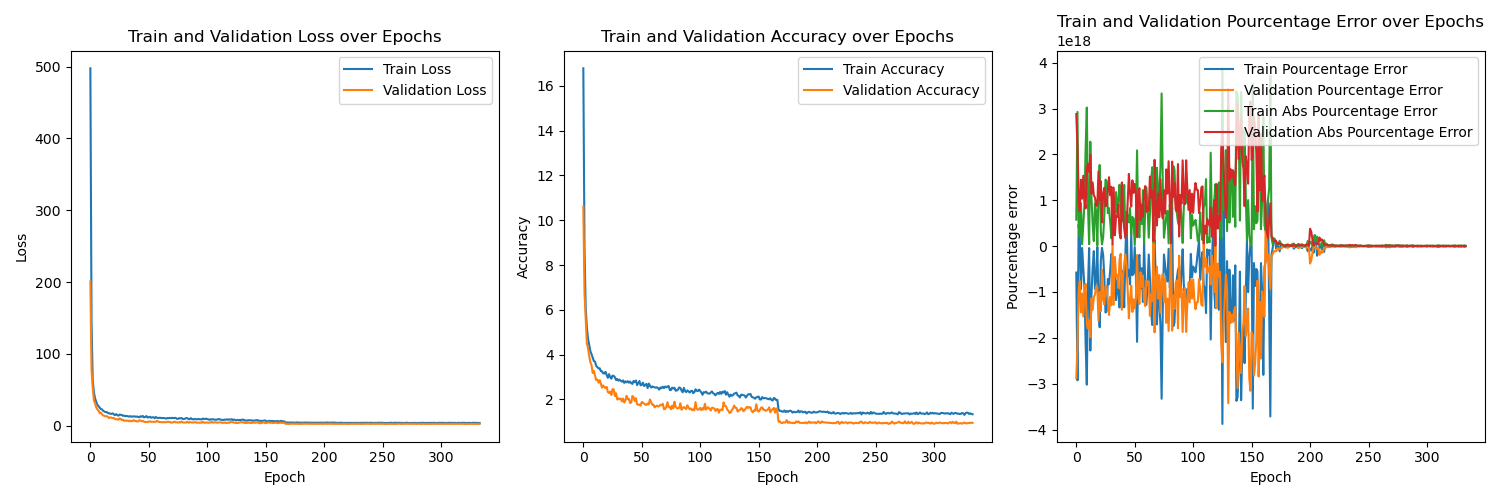 Train and Validation Loss over Epochs
Loss
500
400
300
200
100
0
Train Loss
Validation Loss
0 50 100 150 200 250 300
Epoch
Train and Validation Accuracy over Epochs
Accuracy
16
14
12
10
8
6
4
2
Train Accuracy
Validation Accuracy
0 50 100 150 200 250 300
Epoch
Train and Validation Pourcentage Error over Epochs
1e18
Pourcentage error
4
3
2
1
0
−1
−2
−3
−4
Train Pourcentage Error
Validation Pourcentage Error
Train Abs Pourcentage Error
Validation Abs Pourcentage Error
0 50 100 150 200 250 300
Epoch